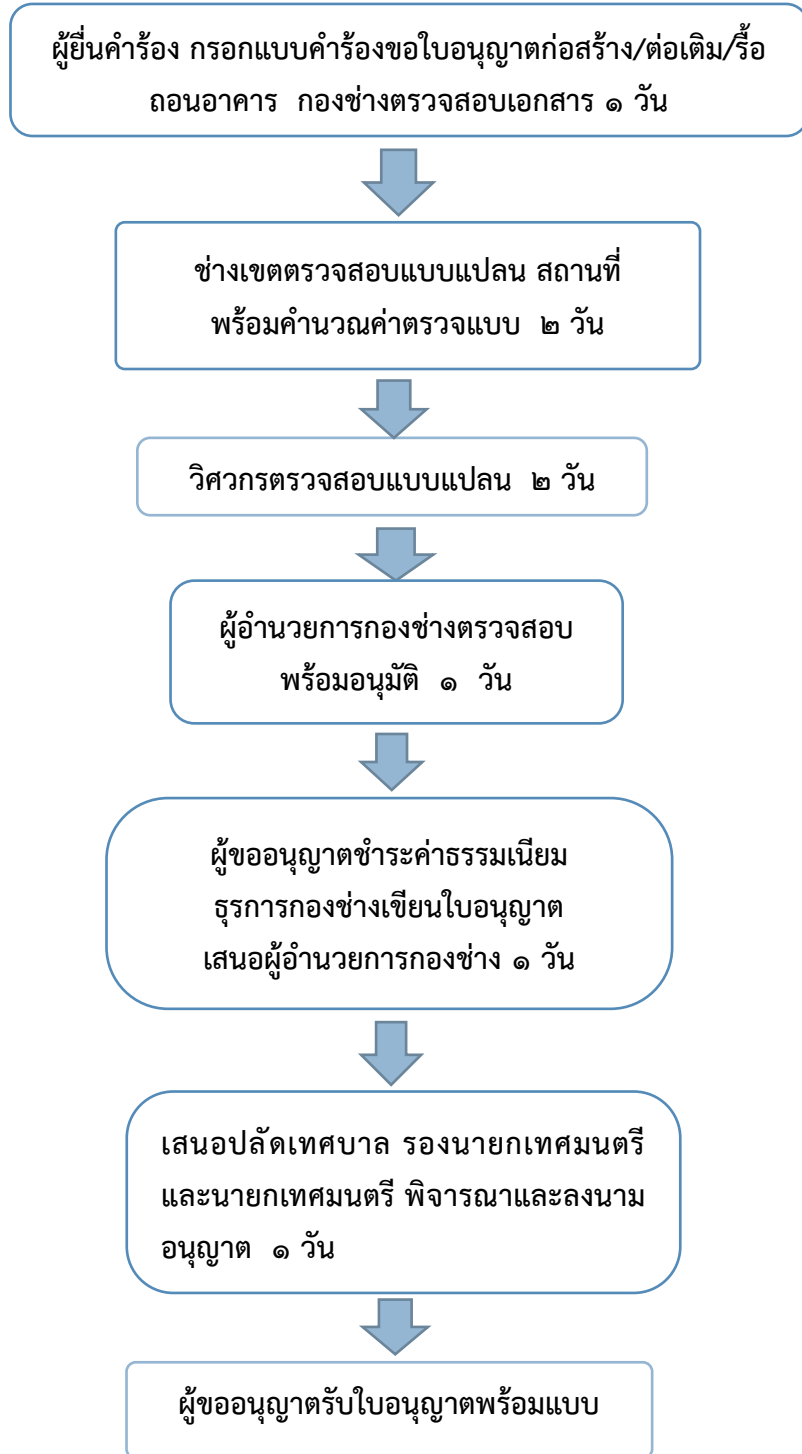 ผู้ยื่นคำร้อง กรอกแบบคำร้องขอใบอนุญาตก่อสร้าง/ต่อเติม/รื้อ
ถอนอาคาร กองช่างตรวจสอบเอกสาร ๑ วัน
ช่างเขตตรวจสอบแบบแปลน สถานที่
พร้อมคำนวณค่าตรวจแบบ ๒ วัน
วิศวกรตรวจสอบแบบแปลน ๒ วัน
ผู้อำนวยการกองช่างตรวจสอบ
พร้อมอนุมัติ ๑ วัน
ผู้ขออนุญาตชำระค่าธรรมเนียม
ธุรการกองช่างเขียนใบอนุญาต
เสนอผู้อำนวยการกองช่าง ๑ วัน
เสนอปลัดเทศบาล รองนายกเทศมนตรี
และนายกเทศมนตรี พิจารณาและลงนาม
อนุญาต ๑ วัน
ผู้ขออนุญาตรับใบอนุญาตพร้อมแบบ